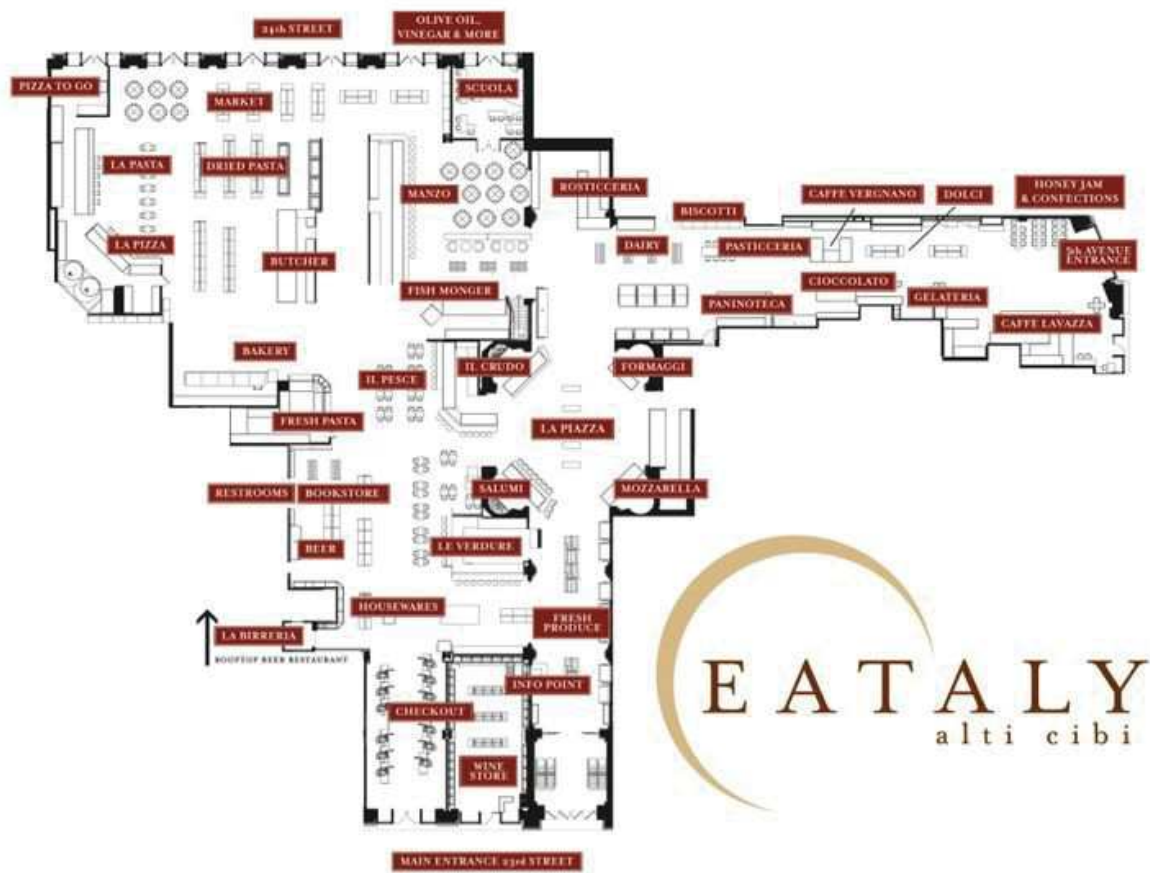 24th STREET
OLIVE OIL,
VINEGAR & MORE
PIZZA TO GO
MARKET
SCUOLA
LA PASTA
DRIED PASTA
MANZO
ROSTICCERIA
CAFFE VERGNANO
DOLCI
HONEY JAM
& CONFECTIONS
BISCOTTI
LA PIZZA
BUTCHER
DAIRY
PASTICCERIA
5th AVENUE
ENTRANCE
FISH MONGER
CIOCCOLATO
PANINOTECA
GELATERIA
CAFFE LAVAZZA
BAKERY
IL PESCE
IL CRUDO
FORMAGGI
FRESH PASTA
LA PIAZZA
RESTROOMS
BOOKSTORE
SALUMI
MOZZARELLA
BEER
LE VERDURE
HOUSEWARES
FRESH
PRODUCE
LA BIRRERIA
ROOFTOP BEER RESTAURANT
INFO POINT
CHECKOUT
WINE
STORE
EATALY
alti cibi
MAIN ENTRANCE 23rd STREET